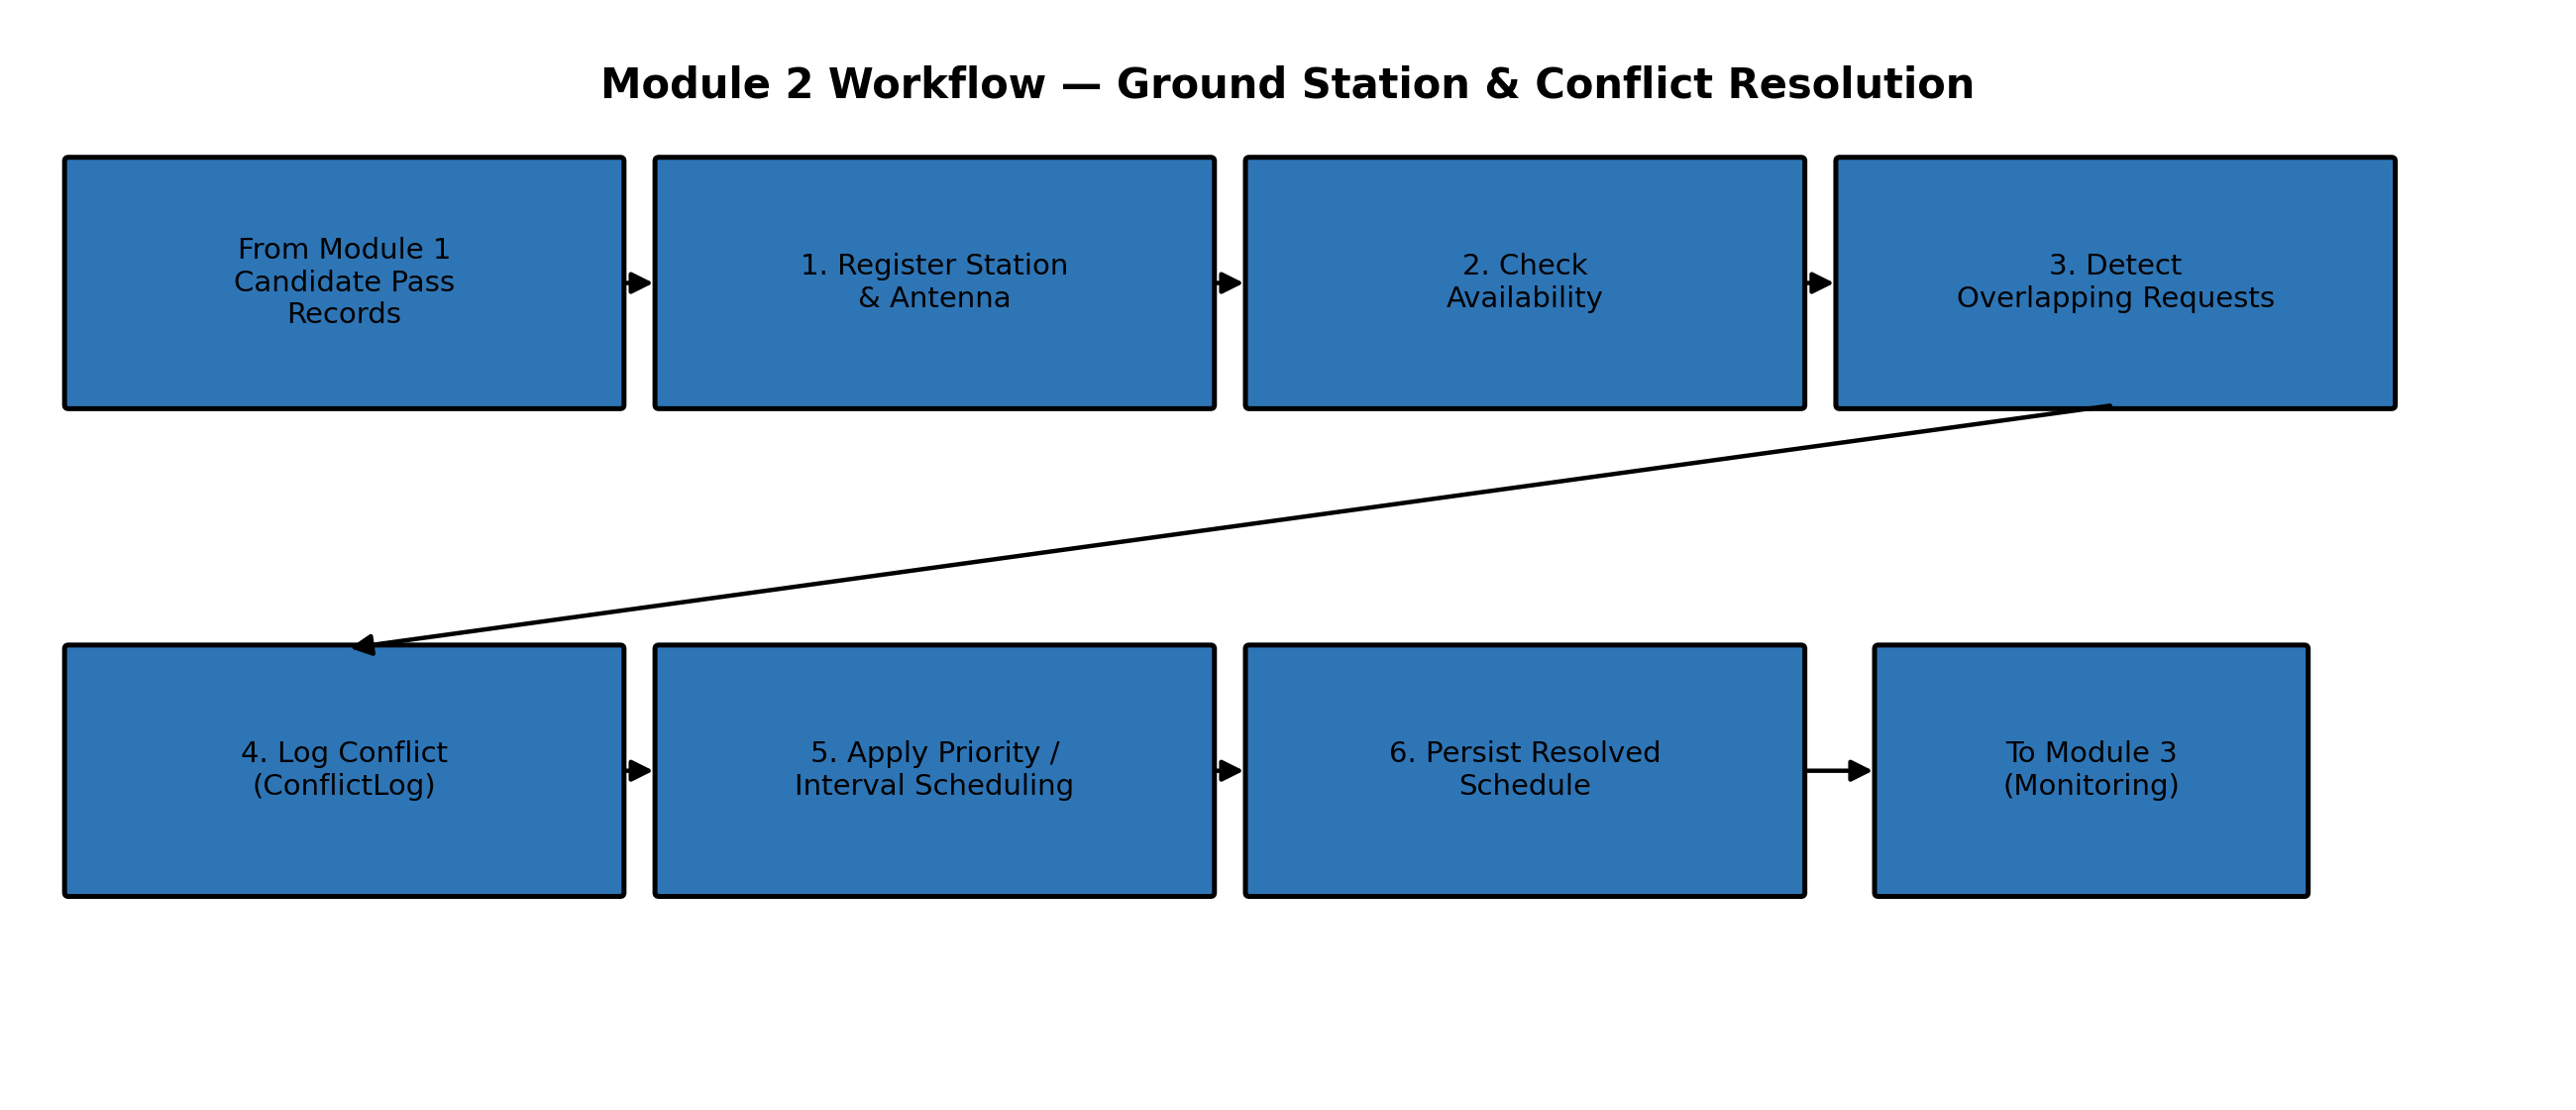 Module 2 Workflow — Ground Station & Conflict Resolution
From Module 1
Candidate Pass
Records
1. Register Station
& Antenna
2. Check
Availability
3. Detect
Overlapping Requests
4. Log Conflict
(ConflictLog)
5. Apply Priority /
Interval Scheduling
6. Persist Resolved
Schedule
To Module 3
(Monitoring)